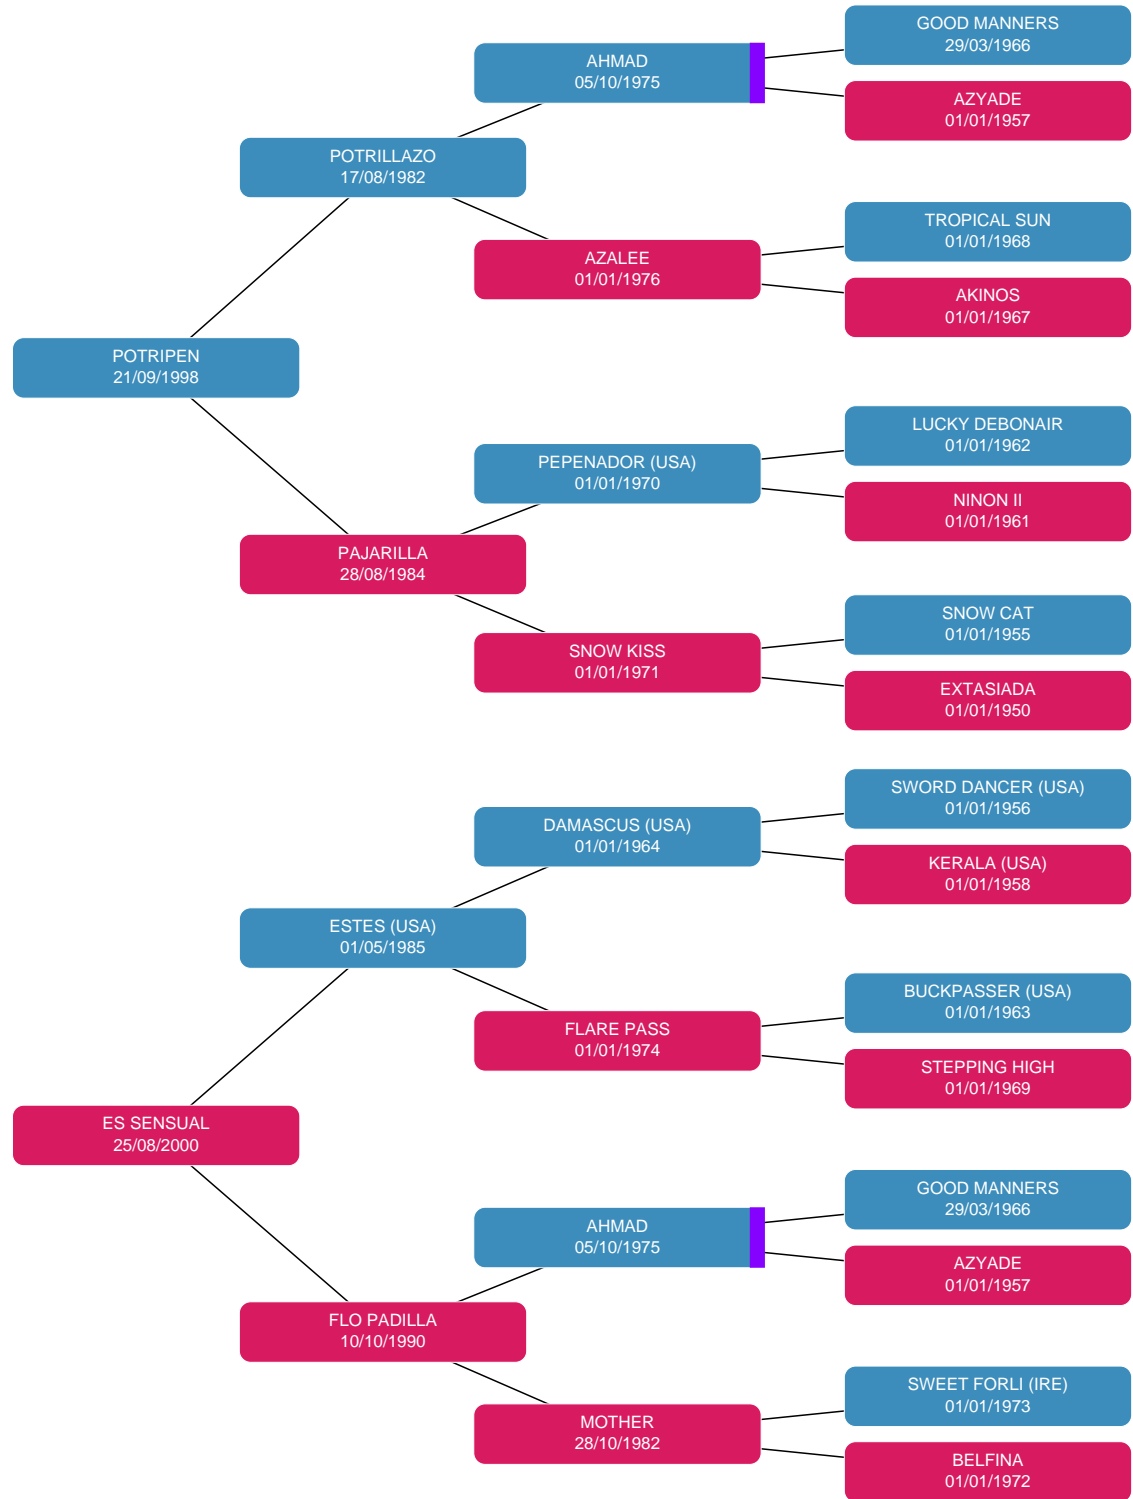 GOOD MANNERS
29/03/1966
AHMAD
05/10/1975
AZYADE
01/01/1957
POTRILLAZO
17/08/1982
TROPICAL SUN
01/01/1968
AZALEE
01/01/1976
AKINOS
01/01/1967
POTRIPEN
21/09/1998
LUCKY DEBONAIR
01/01/1962
PEPENADOR (USA)
01/01/1970
NINON II
01/01/1961
PAJARILLA
28/08/1984
SNOW CAT
01/01/1955
SNOW KISS
01/01/1971
EXTASIADA
01/01/1950
SWORD DANCER (USA)
01/01/1956
DAMASCUS (USA)
01/01/1964
KERALA (USA)
01/01/1958
ESTES (USA)
01/05/1985
BUCKPASSER (USA)
01/01/1963
FLARE PASS
01/01/1974
STEPPING HIGH
01/01/1969
ES SENSUAL
25/08/2000
GOOD MANNERS
29/03/1966
AHMAD
05/10/1975
AZYADE
01/01/1957
FLO PADILLA
10/10/1990
SWEET FORLI (IRE)
01/01/1973
MOTHER
28/10/1982
BELFINA
01/01/1972